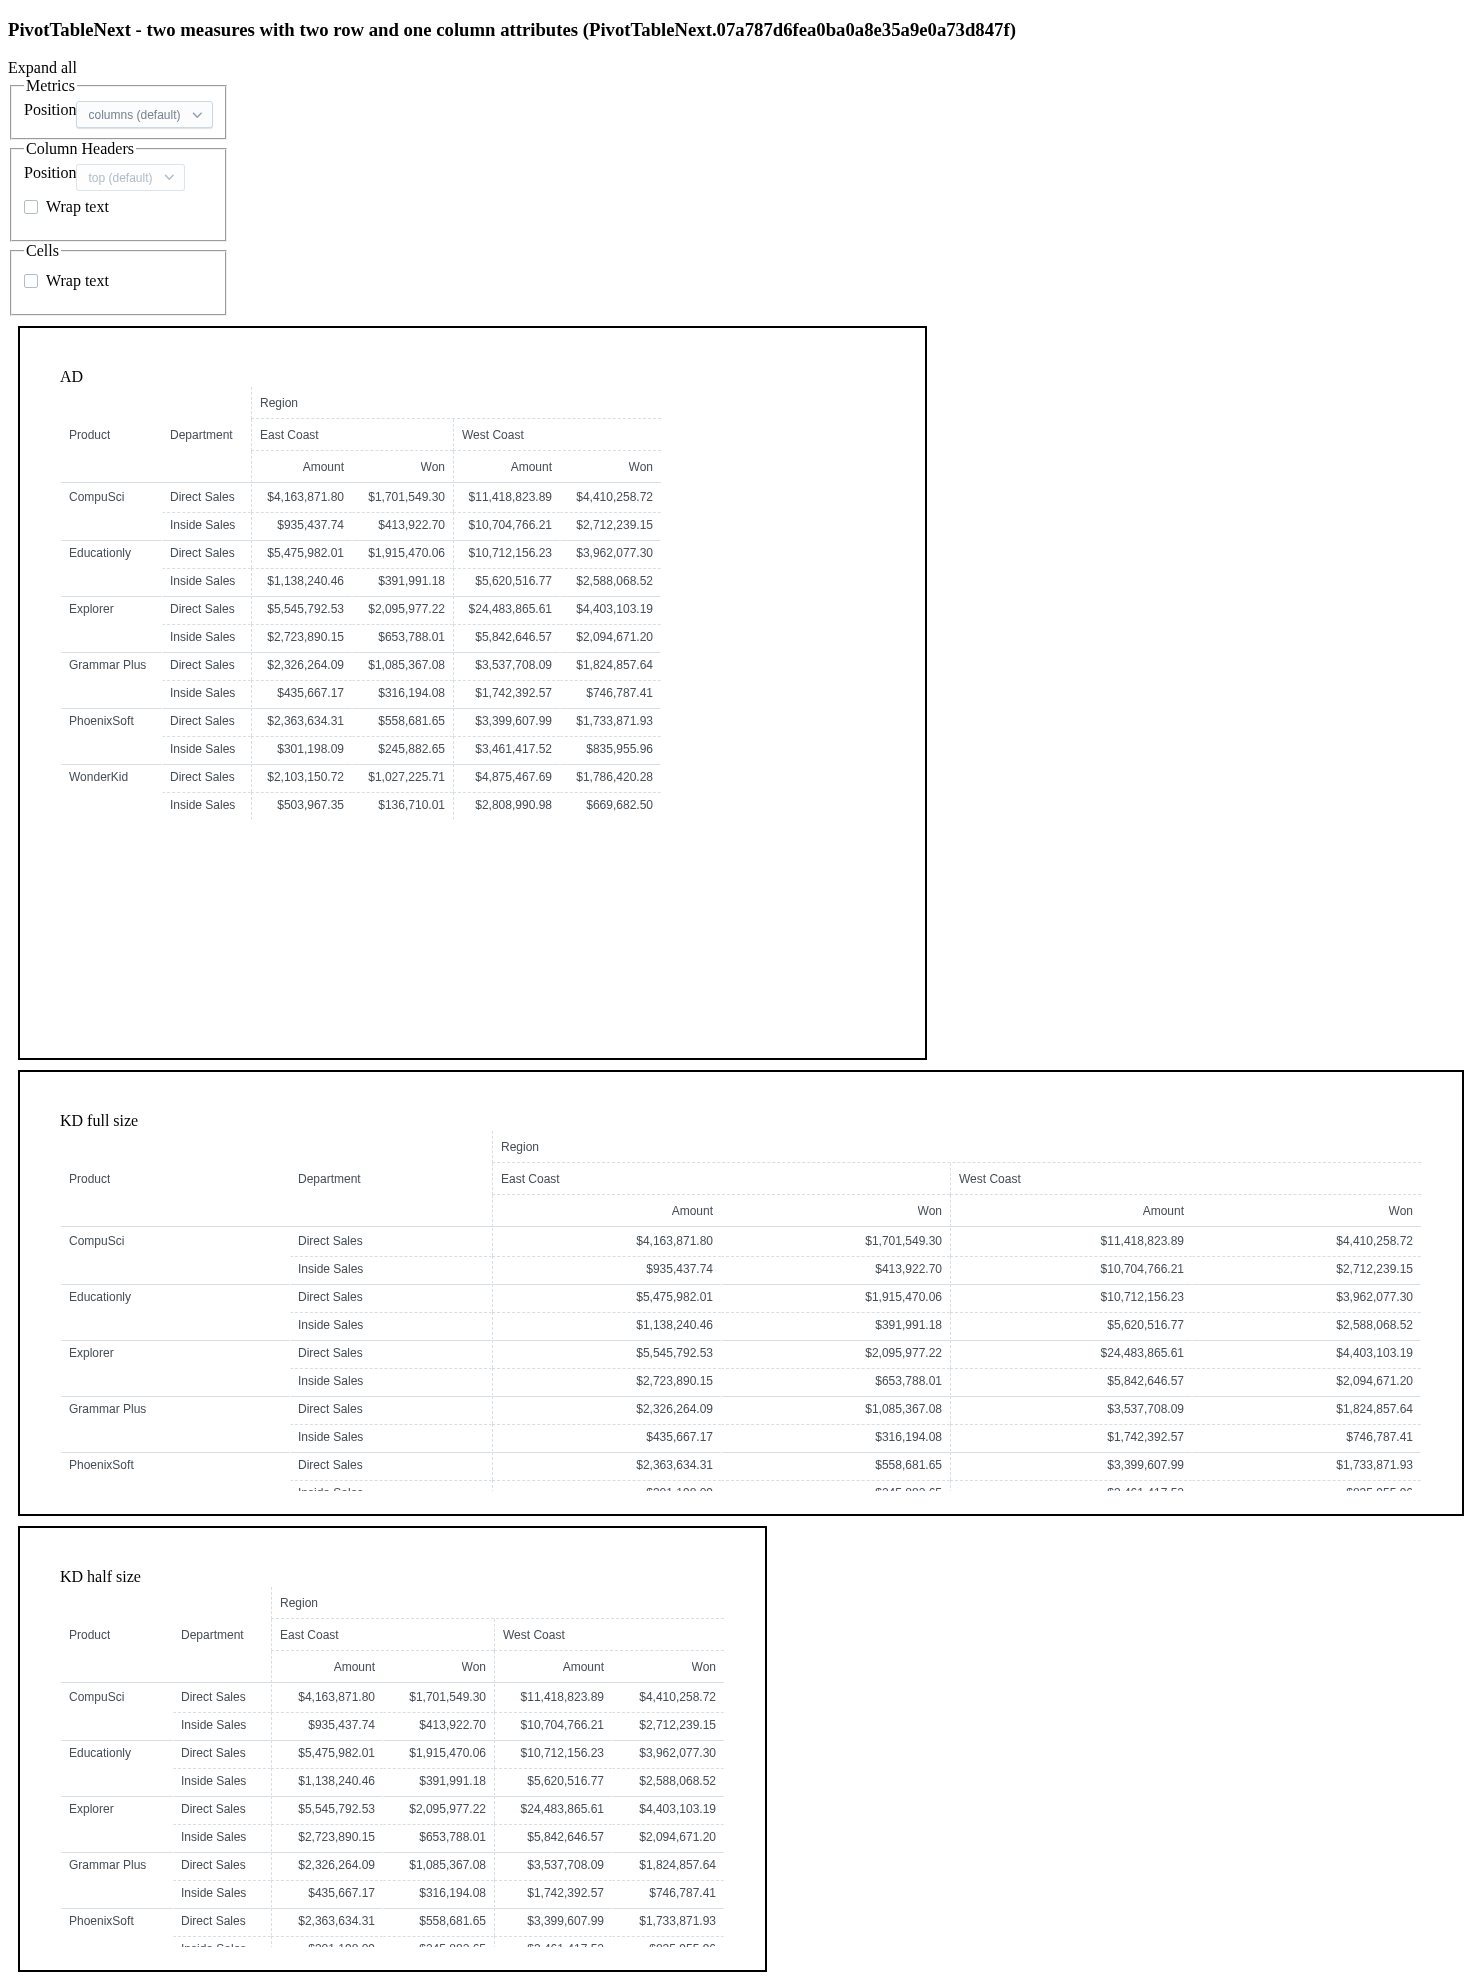 PivotTableNext - two measures with two row and one column attributes (PivotTableNext.07a787d6fea0ba0a8e35a9e0a73d847f)
Expand all
Metrics
Position columns (default)
Column Headers
Position top (default)
Wrap text
Cells
Wrap text
AD
Region
Product Department East Coast West Coast
Amount Won Amount Won
CompuSci Direct Sales $4,163,871.80 $1,701,549.30 $11,418,823.89 $4,410,258.72
Inside Sales $935,437.74 $413,922.70 $10,704,766.21 $2,712,239.15
Educationly Direct Sales $5,475,982.01 $1,915,470.06 $10,712,156.23 $3,962,077.30
Inside Sales $1,138,240.46 $391,991.18 $5,620,516.77 $2,588,068.52
Explorer Direct Sales $5,545,792.53 $2,095,977.22 $24,483,865.61 $4,403,103.19
Inside Sales $2,723,890.15 $653,788.01 $5,842,646.57 $2,094,671.20
Grammar Plus Direct Sales $2,326,264.09 $1,085,367.08 $3,537,708.09 $1,824,857.64
Inside Sales $435,667.17 $316,194.08 $1,742,392.57 $746,787.41
PhoenixSoft Direct Sales $2,363,634.31 $558,681.65 $3,399,607.99 $1,733,871.93
Inside Sales $301,198.09 $245,882.65 $3,461,417.52 $835,955.96
WonderKid Direct Sales $2,103,150.72 $1,027,225.71 $4,875,467.69 $1,786,420.28
Inside Sales $503,967.35 $136,710.01 $2,808,990.98 $669,682.50
KD full size
Region
Product Department East Coast West Coast
Amount Won Amount Won
CompuSci Direct Sales $4,163,871.80 $1,701,549.30 $11,418,823.89 $4,410,258.72
Inside Sales $935,437.74 $413,922.70 $10,704,766.21 $2,712,239.15
Educationly Direct Sales $5,475,982.01 $1,915,470.06 $10,712,156.23 $3,962,077.30
Inside Sales $1,138,240.46 $391,991.18 $5,620,516.77 $2,588,068.52
Explorer Direct Sales $5,545,792.53 $2,095,977.22 $24,483,865.61 $4,403,103.19
Inside Sales $2,723,890.15 $653,788.01 $5,842,646.57 $2,094,671.20
Grammar Plus Direct Sales $2,326,264.09 $1,085,367.08 $3,537,708.09 $1,824,857.64
Inside Sales $435,667.17 $316,194.08 $1,742,392.57 $746,787.41
PhoenixSoft Direct Sales $2,363,634.31 $558,681.65 $3,399,607.99 $1,733,871.93
KD half size
Region
Product Department East Coast West Coast
Amount Won Amount Won
CompuSci Direct Sales $4,163,871.80 $1,701,549.30 $11,418,823.89 $4,410,258.72
Inside Sales $935,437.74 $413,922.70 $10,704,766.21 $2,712,239.15
Educationly Direct Sales $5,475,982.01 $1,915,470.06 $10,712,156.23 $3,962,077.30
Inside Sales $1,138,240.46 $391,991.18 $5,620,516.77 $2,588,068.52
Explorer Direct Sales $5,545,792.53 $2,095,977.22 $24,483,865.61 $4,403,103.19
Inside Sales $2,723,890.15 $653,788.01 $5,842,646.57 $2,094,671.20
Grammar Plus Direct Sales $2,326,264.09 $1,085,367.08 $3,537,708.09 $1,824,857.64
Inside Sales $435,667.17 $316,194.08 $1,742,392.57 $746,787.41
PhoenixSoft Direct Sales $2,363,634.31 $558,681.65 $3,399,607.99 $1,733,871.93